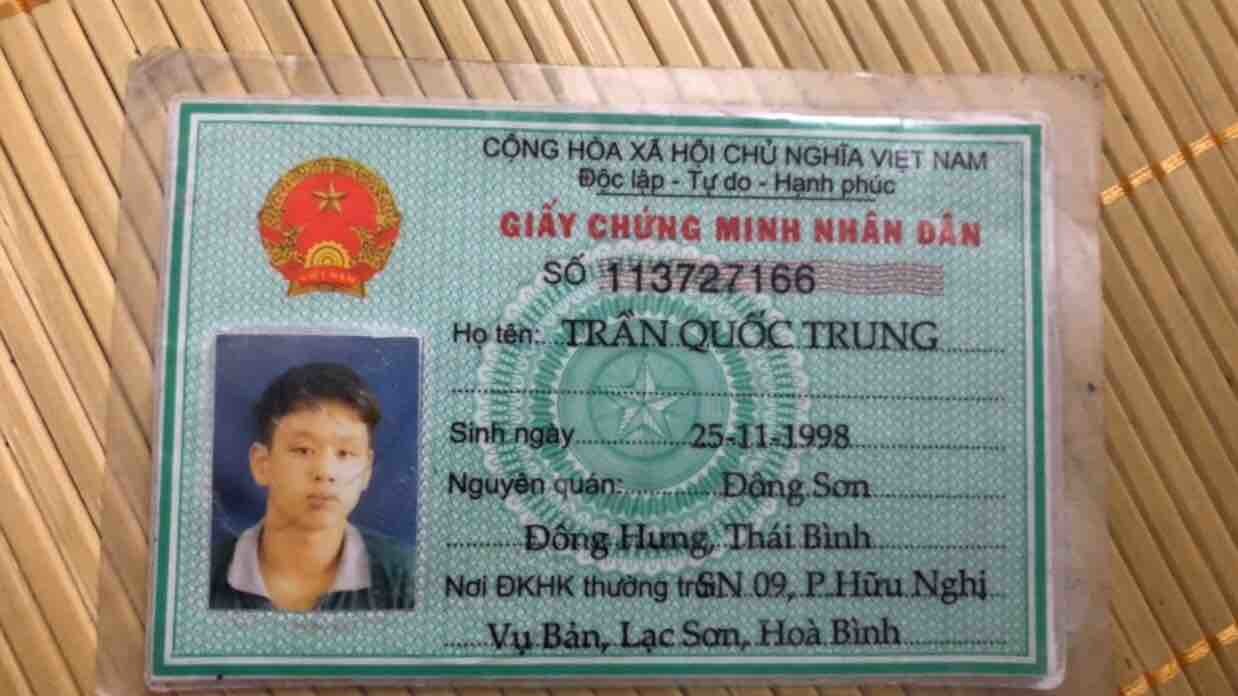 CỘNG HÒA XÃ HỘI CHỦ NGHĨA VIỆT NAM
Độc lập - Tự do - Hạnh phúc
GIẤY CHỨNG MINH NHÂN DÂN
SỐ 113727166
VIỆT NAM
Họ tên: TRẦN QUỐC TRUNG
Sinh ngày 25-11-1998
Nguyên quán: Đông Sơn
Đông Hưng, Thái Bình
Nơi ĐKHK thường trú: SN 09, P.Hữu Nghị
Vụ Bản, Lạc Sơn, Hoà Bình